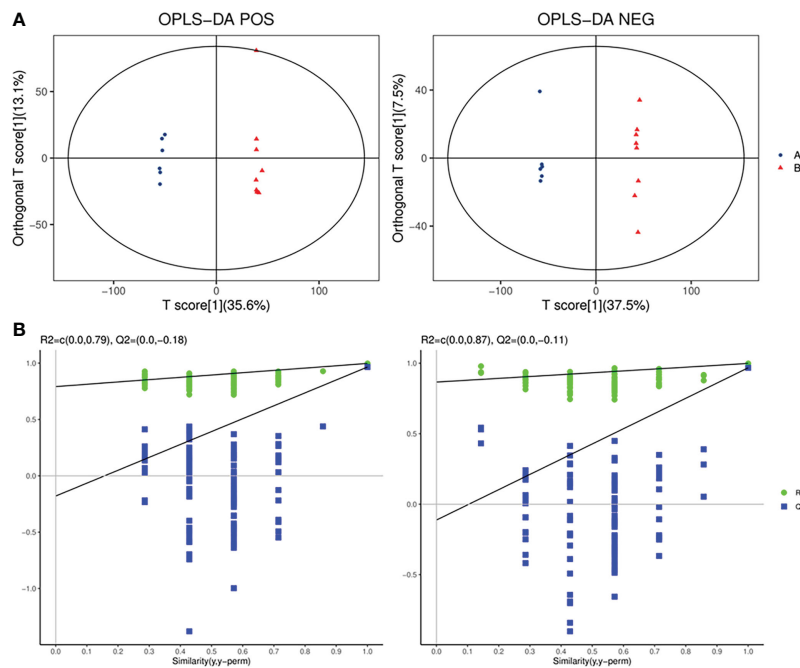 A
OPLS−DA POS
OPLS−DA NEG
Orthogonal T score[1](13.1%)
50
0
−50
−100
0
100
T score[1](35.6%)
Orthogonal T score[1](7.5%)
40
0
−40
−100
0
100
T score[1](37.5%)
A
B
B
R2=c(0.0,0.79), Q2=(0.0,−0.18)
1.0
0.5
0.0
−0.5
−1.0
0.0 0.1 0.2 0.3 0.4 0.5 0.6 0.7 0.8 0.9 1.0
Similarity(y,y−perm)
R2=c(0.0,0.87), Q2=(0.0,−0.11)
1.0
0.5
0.0
−0.5
0.0 0.1 0.2 0.3 0.4 0.5 0.6 0.7 0.8 0.9 1.0
Similarity(y,y−perm)
R
Q